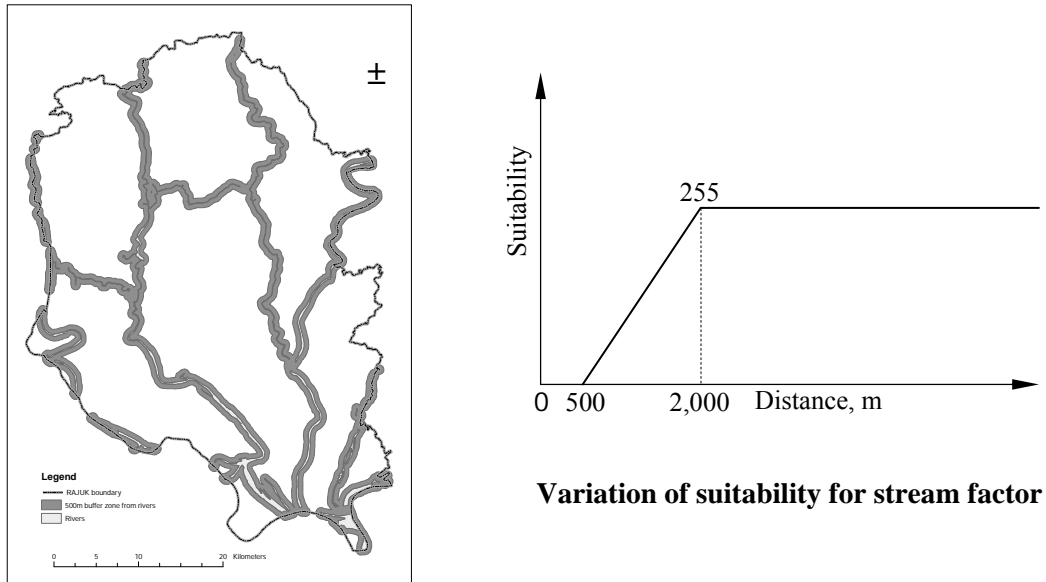 ±
Legend
RAJUK boundary
500m buffer zone from rivers
Rivers
0 5 10 20 Kilometers
Suitability
255
0 500 2,000 Distance, m
Variation of suitability for stream factor